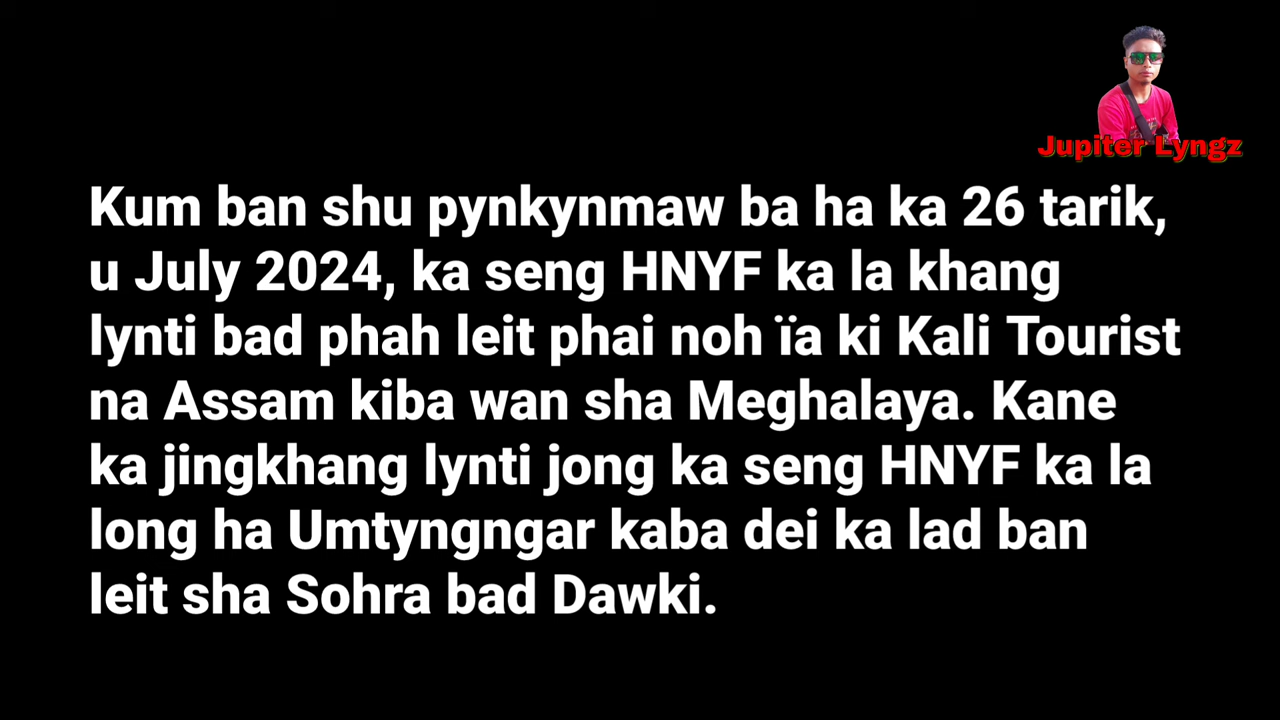 Jupiter Lyngz
Kum ban shu pynkynmaw ba ha ka 26 tarik,
u July 2024, ka seng HNYF ka la khang
lynti bad phah leit phai noh ïa ki Kali Tourist
na Assam kiba wan sha Meghalaya. Kane
ka jingkhang lynti jong ka seng HNYF ka la
long ha Umtyngngar kaba dei ka lad ban
leit sha Sohra bad Dawki.